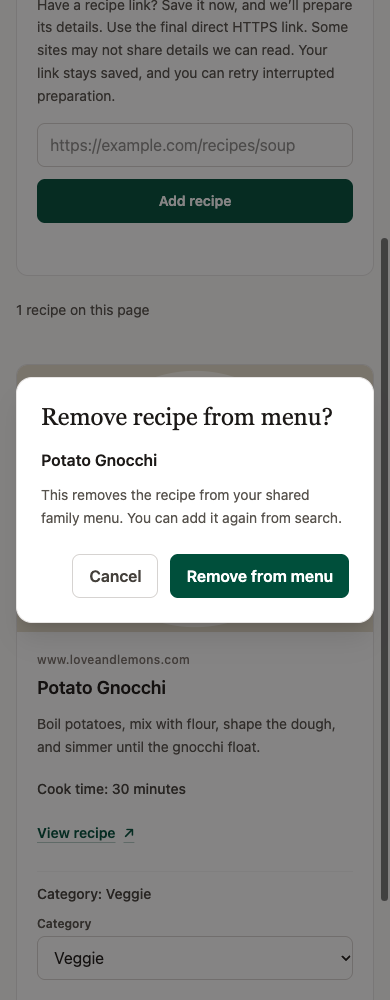 Have a recipe link? Save it now, and we'll prepare
its details. Use the final direct HTTPS link. Some
sites may not share details we can read. Your
link stays saved, and you can retry interrupted
preparation.
https://example.com/recipes/soup
Add recipe
1 recipe on this page
Remove recipe from menu?
Potato Gnocchi
This removes the recipe from your shared
family menu. You can add it again from search.
Cancel
Remove from menu
www.loveandlemons.com
Potato Gnocchi
Boil potatoes, mix with flour, shape the dough,
and simmer until the gnocchi float.
Cook time: 30 minutes
View recipe ↗
Category: Veggie
Category
Veggie